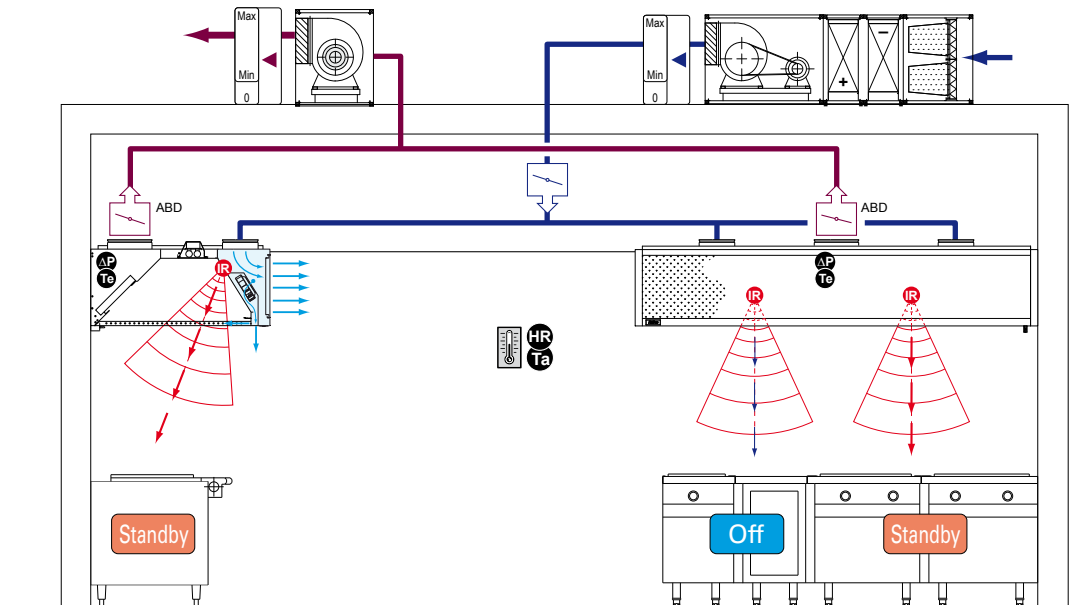 Max
Min
0
Max
Min
0
+
−
ABD
ABD
ΔP
Te
IR
ΔP
Te
IR
IR
HR
Ta
Standby
Off
Standby